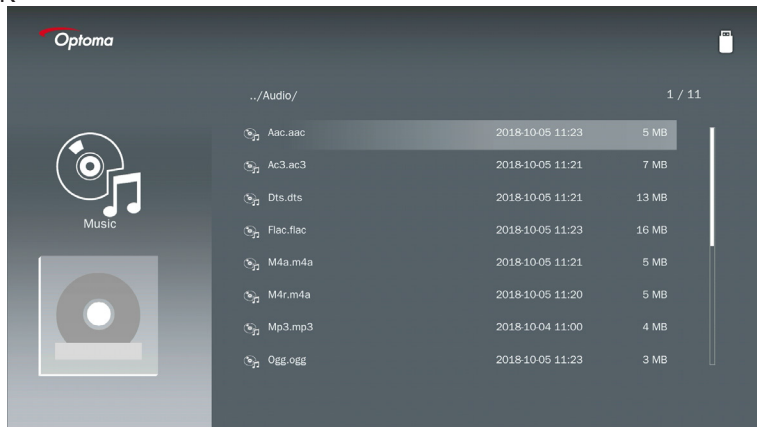 Optoma
../Audio/ 1 / 11
Aac.aac 2018-10-05 11:23 5 MB
Ac3.ac3 2018-10-05 11:21 7 MB
Dts.dts 2018-10-05 11:21 13 MB
Flac.flac 2018-10-05 11:23 16 MB
M4a.m4a 2018-10-05 11:21 5 MB
M4r.m4a 2018-10-05 11:20 5 MB
Mp3.mp3 2018-10-04 11:00 4 MB
Ogg.ogg 2018-10-05 11:23 3 MB
Music